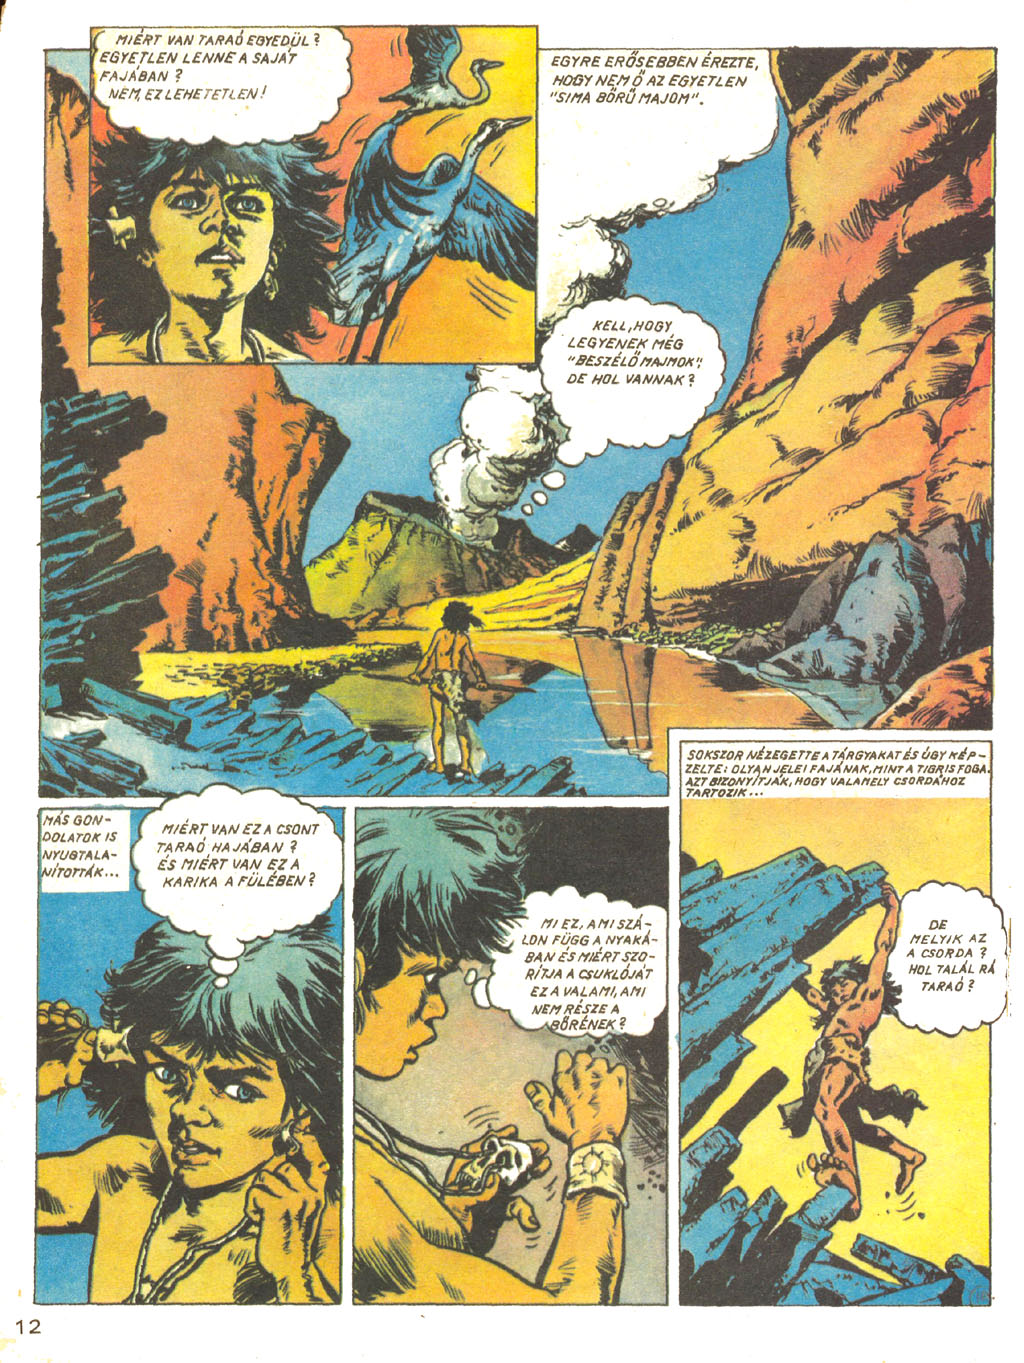 MIÉRT VAN TARAÓ EGYEDÜL?
EGYETLEN LENNE A SAJÁT
FAJÁBAN?
NEM, EZ LEHETETLEN!
EGYRE ERŐSEBBEN ÉREZTE,
HOGY NEM Ő AZ EGYETLEN
"SIMA BŐRŰ MAJOM".
KELL, HOGY
LEGYENEK MÉG
"BESZÉLŐ MAJMOK",
DE HOL VANNAK?
MÁS GON-
DOLATOK IS
NYUGTALA-
NÍTOTTÁK...
MIÉRT VAN EZ A CSONT
TARAÓ HAJÁBAN?
ÉS MIÉRT VAN EZ A
KARIKA A FÜLÉBEN?
MI EZ, AMI SZÁ-
LON FÜGG A NYAKÁ-
BAN ÉS MIÉRT SZO-
RÍTJA A CSUKLÓJÁT
EZ A VALAMI, AMI
NEM RÉSZE A
BŐRÉNEK?
SOKSZOR NÉZEGETTE A TÁRGYAKAT ÉS ÚGY KÉP-
ZELTE: OLYAN JELEI FAJÁNAK, MINT A TIGRIS FOGA.
AZT BIZONYÍTJÁK, HOGY VALAMELY CSORDÁHOZ
TARTOZIK...
DE
MELYIK AZ
A CSORDA?
HOL TALÁL RÁ
TARAÓ?
12